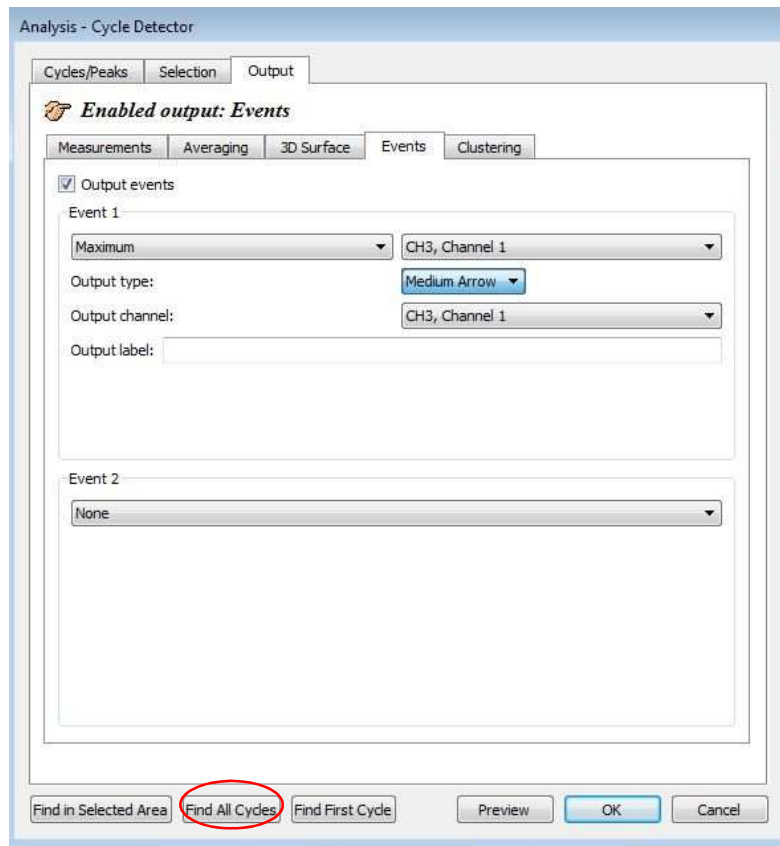 Analysis - Cycle Detector
Cycles/Peaks Selection Output
Enabled output: Events
Measurements Averaging 3D Surface Events Clustering
Output events
Event 1
Maximum CH3, Channel 1
Output type: Medium Arrow
Output channel: CH3, Channel 1
Output label:
Event 2
None
Find in Selected Area Find All Cycles Find First Cycle Preview OK Cancel